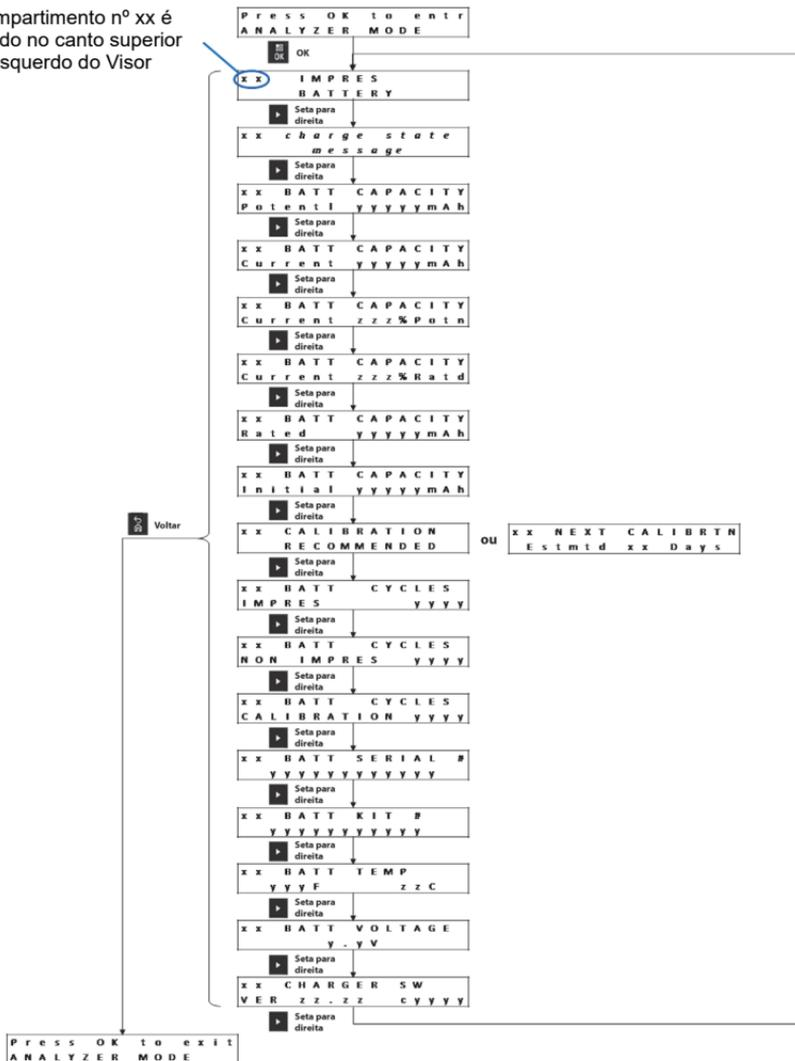 mpartimento nº xx é
do no canto superior
squerdo do Visor
Press OK to entr
ANALYZER MODE
OK OK
xx IMPRES
BATTERY
Seta para
direita
xx charge state
message
Seta para
direita
xx BATT CAPACITY
Potentl yyyyymAh
Seta para
direita
xx BATT CAPACITY
Current yyyyymAh
Seta para
direita
xx BATT CAPACITY
Current zzz%Potn
Seta para
direita
xx BATT CAPACITY
Current zzz%Ratd
Seta para
direita
xx BATT CAPACITY
Rated yyyyymAh
Seta para
direita
xx BATT CAPACITY
Initial yyyyymAh
Seta para
direita
Voltar
xx CALIBRATION
RECOMMENDED
ou
xx NEXT CALIBRTN
Estmtd xx Days
Seta para
direita
xx BATT CYCLES
IMPRES yyyy
Seta para
direita
xx BATT CYCLES
NON IMPRES yyyy
Seta para
direita
xx BATT CYCLES
CALIBRATION yyyy
Seta para
direita
xx BATT SERIAL #
yyyyyyyyyyyy
Seta para
direita
xx BATT KIT #
yyyyyyyyyyy
Seta para
direita
xx BATT TEMP
yyyF zzC
Seta para
direita
xx BATT VOLTAGE
y.yV
Seta para
direita
xx CHARGER SW
VER zz.zz cyyyy
Seta para
direita
Press OK to exit
ANALYZER MODE